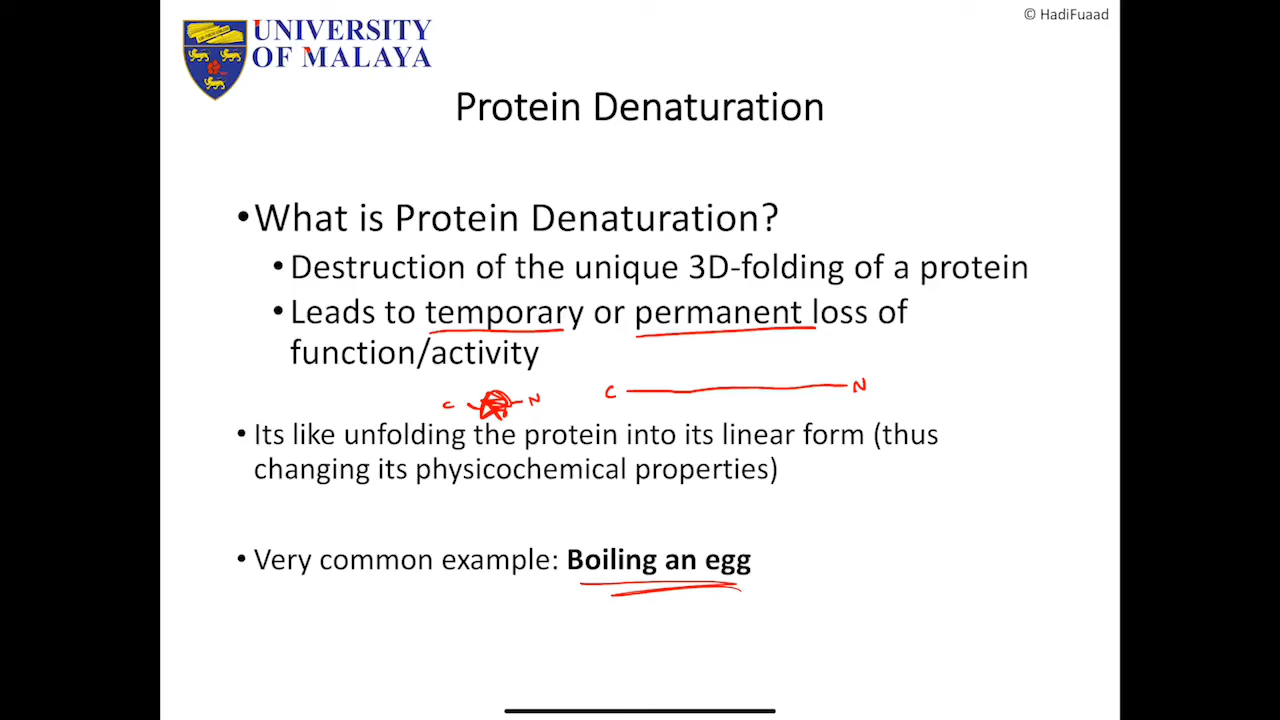 © HadiFuaad
UNIVERSITY
OF MALAYA
Protein Denaturation
•What is Protein Denaturation?
•Destruction of the unique 3D-folding of a protein
•Leads to temporary or permanent loss of
function/activity
C N C N
• Its like unfolding the protein into its linear form (thus
changing its physicochemical properties)
• Very common example: Boiling an egg